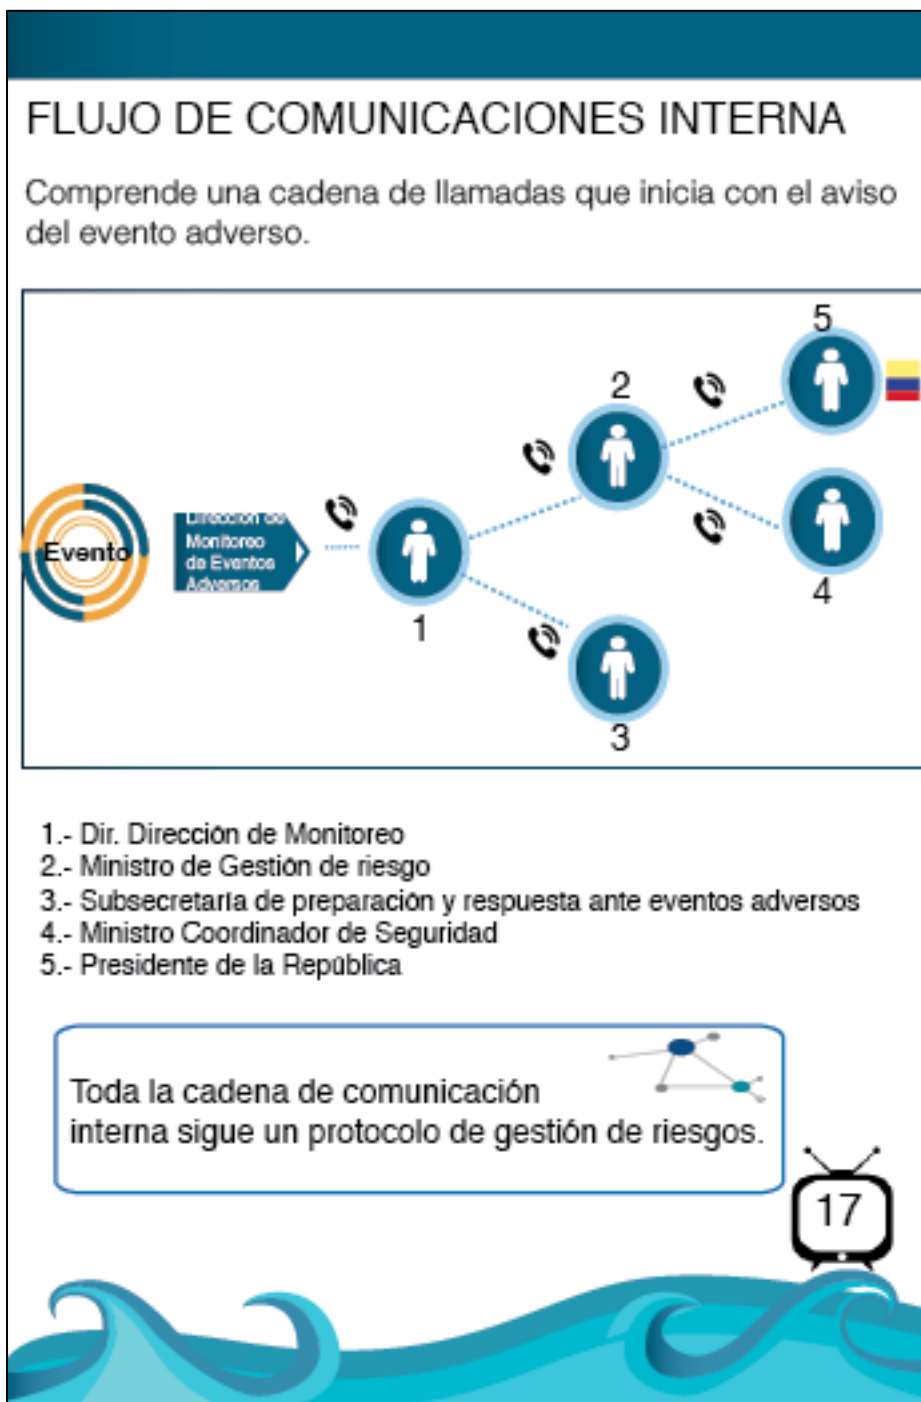 FLUJO DE COMUNICACIONES INTERNA
Comprende una cadena de llamadas que inicia con el aviso
del evento adverso.
5
2
Evento
Dirección de
Monitoreo
de Eventos
Adversos
1
4
3
1.- Dir. Dirección de Monitoreo
2.- Ministro de Gestión de riesgo
3.- Subsecretaría de preparación y respuesta ante eventos adversos
4.- Ministro Coordinador de Seguridad
5.- Presidente de la República
Toda la cadena de comunicación
interna sigue un protocolo de gestión de riesgos.
17